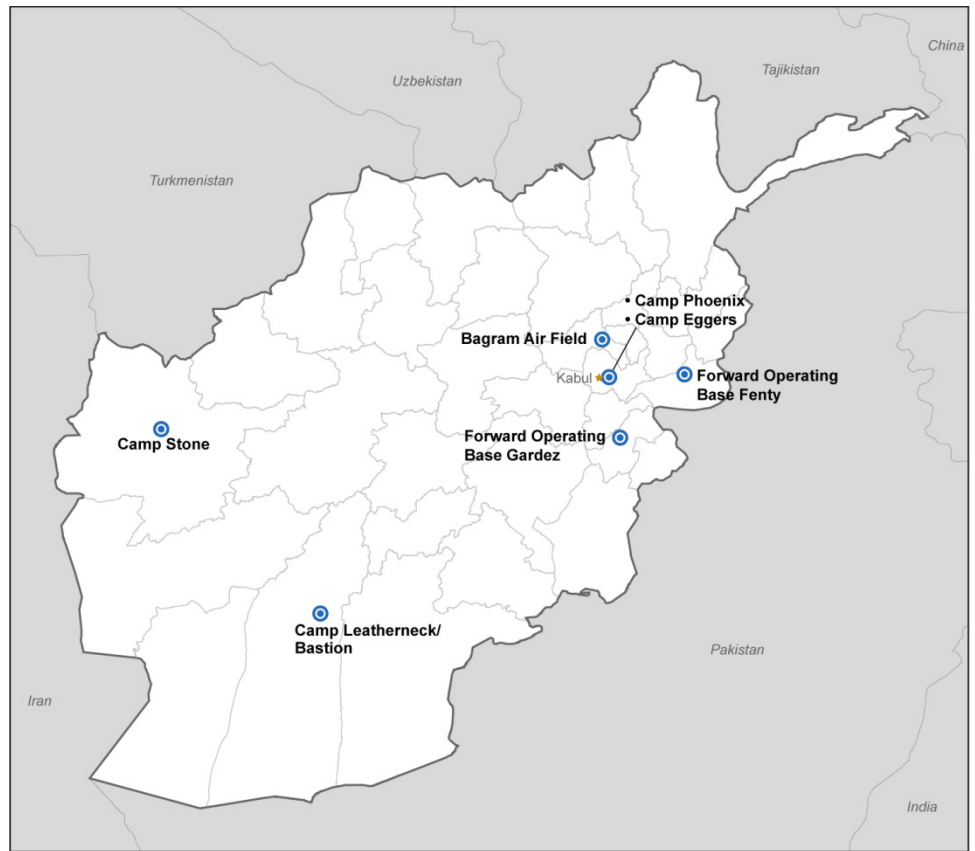 China
Tajikistan
Uzbekistan
Turkmenistan
• Camp Phoenix
• Camp Eggers
Bagram Air Field
Kabul
Forward Operating
Base Fenty
Camp Stone
Forward Operating
Base Gardez
Camp Leatherneck/
Bastion
Pakistan
Iran
India